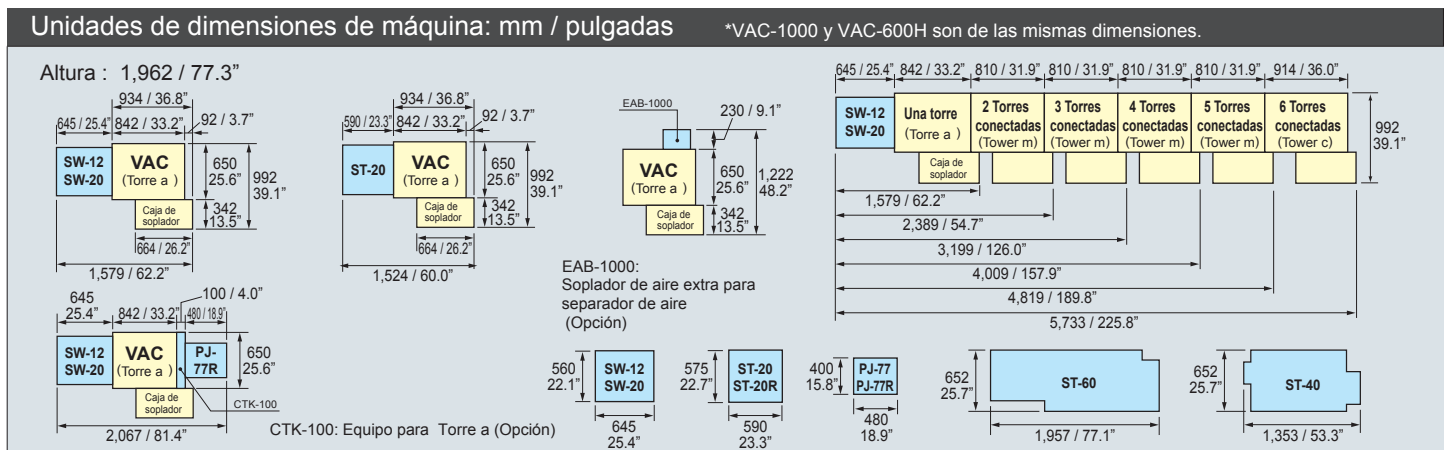 Unidades de dimensiones de máquina: mm / pulgadas
*VAC-1000 y VAC-600H son de las mismas dimensiones.
Altura : 1,962 / 77.3”
934 / 36.8”
645 / 25.4”
842 / 33.2”
92 / 3.7”
SW-12
SW-20
VAC
(Torre a )
650
25.6”
992
39.1”
Caja de
soplador
342
13.5”
664 / 26.2”
1,579 / 62.2”
934 / 36.8”
590 / 23.3”
842 / 33.2”
92 / 3.7”
ST-20
VAC
(Torre a )
650
25.6”
992
39.1”
Caja de
soplador
342
13.5”
664 / 26.2”
1,524 / 60.0”
EAB-1000
230 / 9.1”
VAC
(Torre a )
650
25.6”
1,222
48.2”
Caja de
soplador
342
13.5”
EAB-1000:
Soplador de aire extra para
separador de aire
(Opción)
645 / 25.4”
842 / 33.2”
810 / 31.9”
810 / 31.9”
810 / 31.9”
810 / 31.9”
914 / 36.0”
SW-12
SW-20
Una torre
(Torre a )
2 Torres
conectadas
(Tower m)
3 Torres
conectadas
(Tower m)
4 Torres
conectadas
(Tower m)
5 Torres
conectadas
(Tower m)
6 Torres
conectadas
(Tower c)
992
39.1”
Caja de
soplador
1,579 / 62.2”
2,389 / 54.7”
3,199 / 126.0”
4,009 / 157.9”
4,819 / 189.8”
5,733 / 225.8”
645
25.4”
842 / 33.2”
100 / 4.0”
480 / 18.9”
SW-12
SW-20
VAC
(Torre a )
PJ-
77R
650
25.6”
Caja de
soplador
CTK-100
2,067 / 81.4”
CTK-100: Equipo para Torre a (Opción)
560
22.1”
SW-12
SW-20
645
25.4”
575
22.7”
ST-20
ST-20R
590
23.3”
400
15.8”
PJ-77
PJ-77R
480
18.9”
652
25.7”
ST-60
1,957 / 77.1”
652
25.7”
ST-40
1,353 / 53.3”